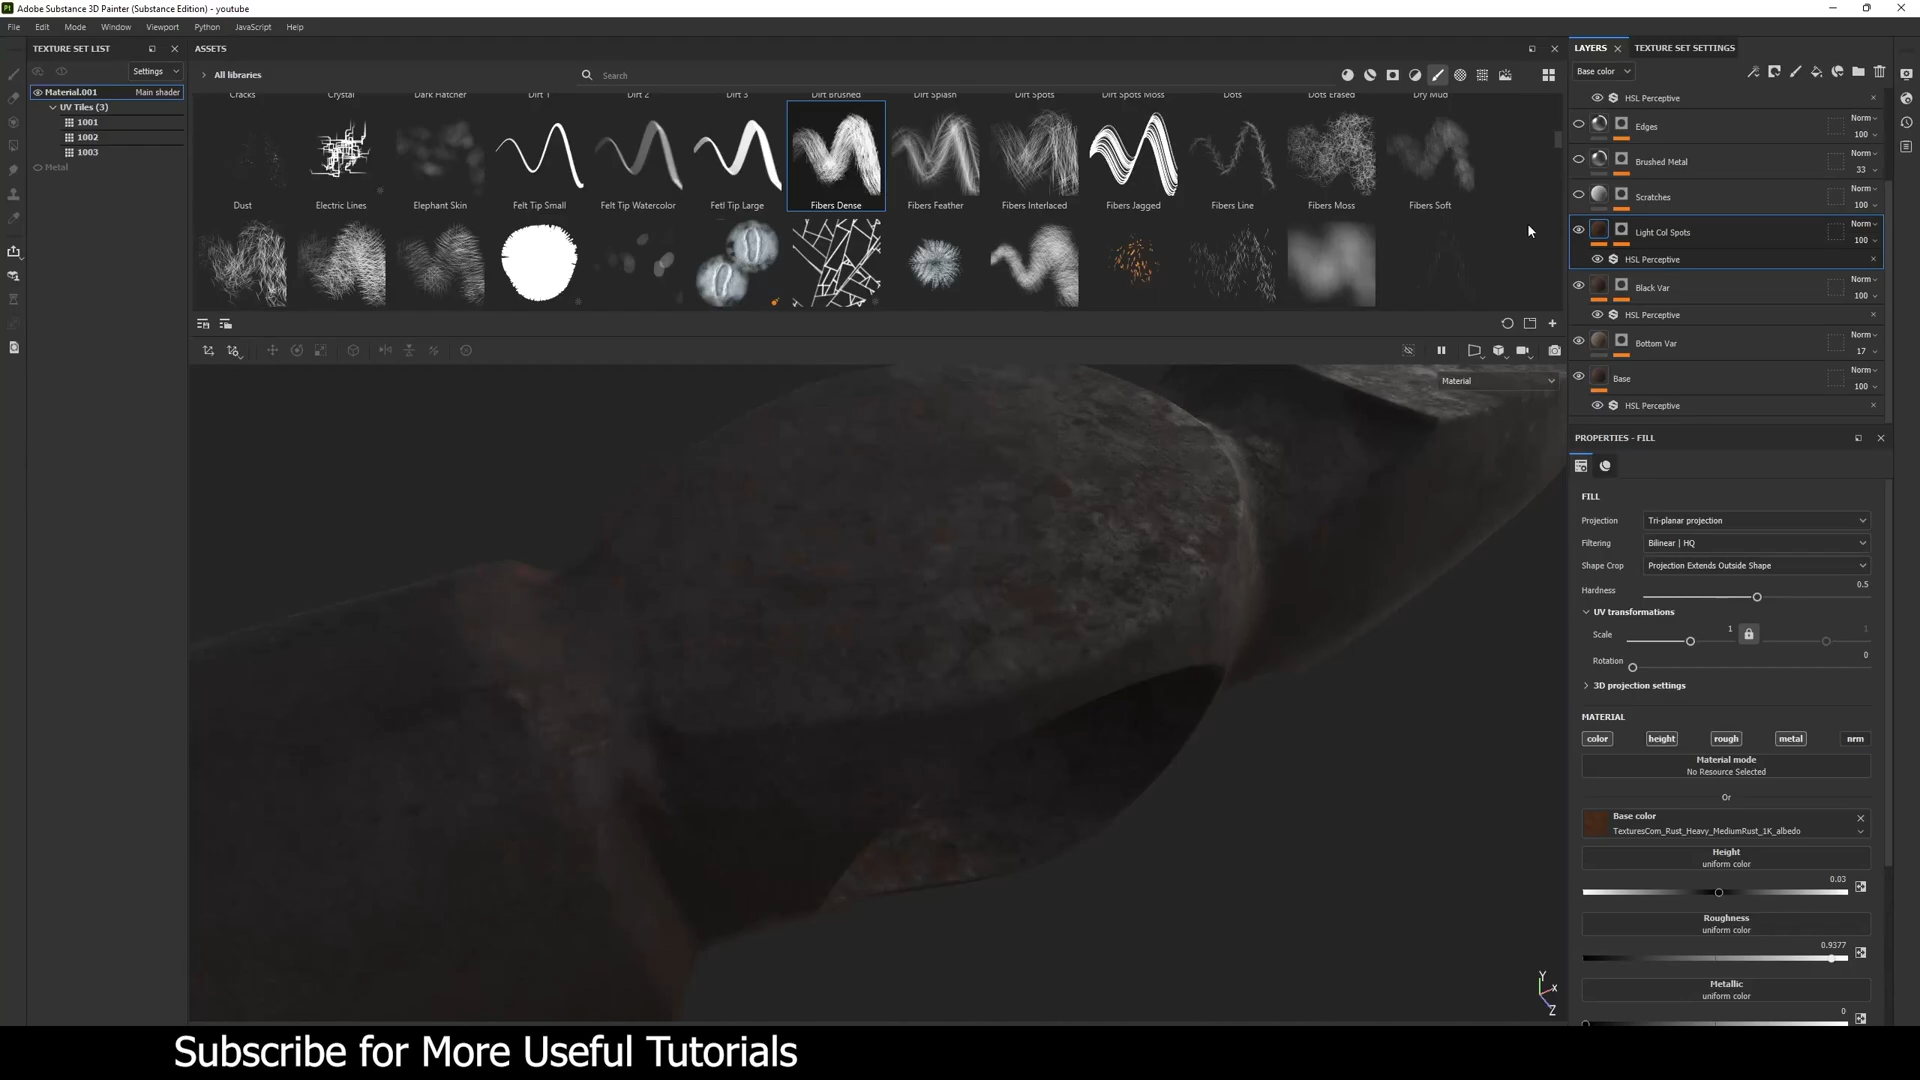 Adobe Substance 3D Painter (Substance Edition) - youtube
File Edit Mode Window Viewport Python JavaScript Help
TEXTURE SET LIST
Settings
Material.001 Main shader
UV Tiles (3)
1001
1002
1003
Metal
ASSETS
All libraries
Search
Cracks Crystal Dark Hatcher Dirt 1 Dirt 2 Dirt 3 Dirt Brushed Dirt Splash Dirt Spots Dirt Spots Moss Dots Dots Erased Dry Mud
Dust Electric Lines Elephant Skin Felt Tip Small Felt Tip Watercolor Fetl Tip Large Fibers Dense Fibers Feather Fibers Interlaced Fibers Jagged Fibers Line Fibers Moss Fibers Soft
Material
Y
X
Z
LAYERS TEXTURE SET SETTINGS
Base color
HSL Perceptive
Edges Norm 100
Brushed Metal Norm 33
Scratches Norm 100
Light Col Spots Norm 100
HSL Perceptive
Black Var Norm 100
HSL Perceptive
Bottom Var Norm 17
Base Norm 100
HSL Perceptive
PROPERTIES - FILL
FILL
Projection Tri-planar projection
Filtering Bilinear | HQ
Shape Crop Projection Extends Outside Shape
Hardness 0.5
UV transformations
Scale 1 1
Rotation 0
3D projection settings
MATERIAL
color height rough metal nrm
Material mode
No Resource Selected
Or
Base color
TexturesCom_Rust_Heavy_MediumRust_1K_albedo
Height
uniform color
0.03
Roughness
uniform color
0.9377
Metallic
uniform color
0
Subscribe for More Useful Tutorials